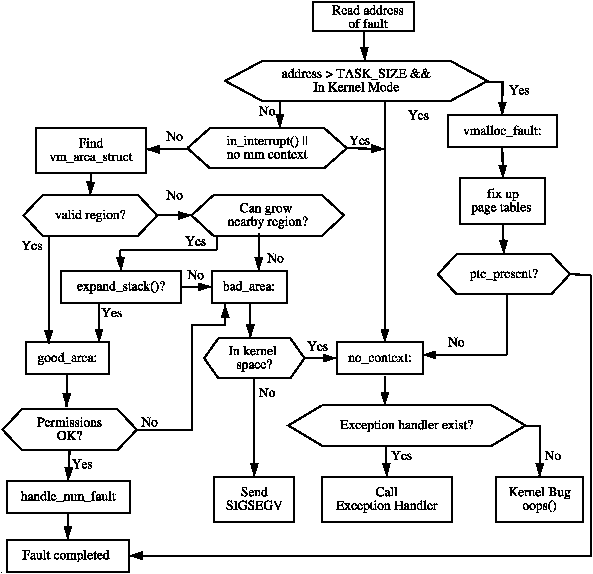 Read address
of fault
address > TASK_SIZE &&
In Kernel Mode
No
Yes
Yes
Find
vm_area_struct
No
in_interrupt() ||
no mm context
Yes
vmalloc_fault:
valid region?
No
Can grow
nearby region?
fix up
page tables
Yes
Yes
No
expand_stack()?
No
bad_area:
pte_present?
Yes
good_area:
In kernel
space?
Yes
no_context:
No
No
Permissions
OK?
No
Exception handler exist?
Yes
Yes
No
handle_mm_fault
Send
SIGSEGV
Call
Exception Handler
Kernel Bug
oops()
Fault completed